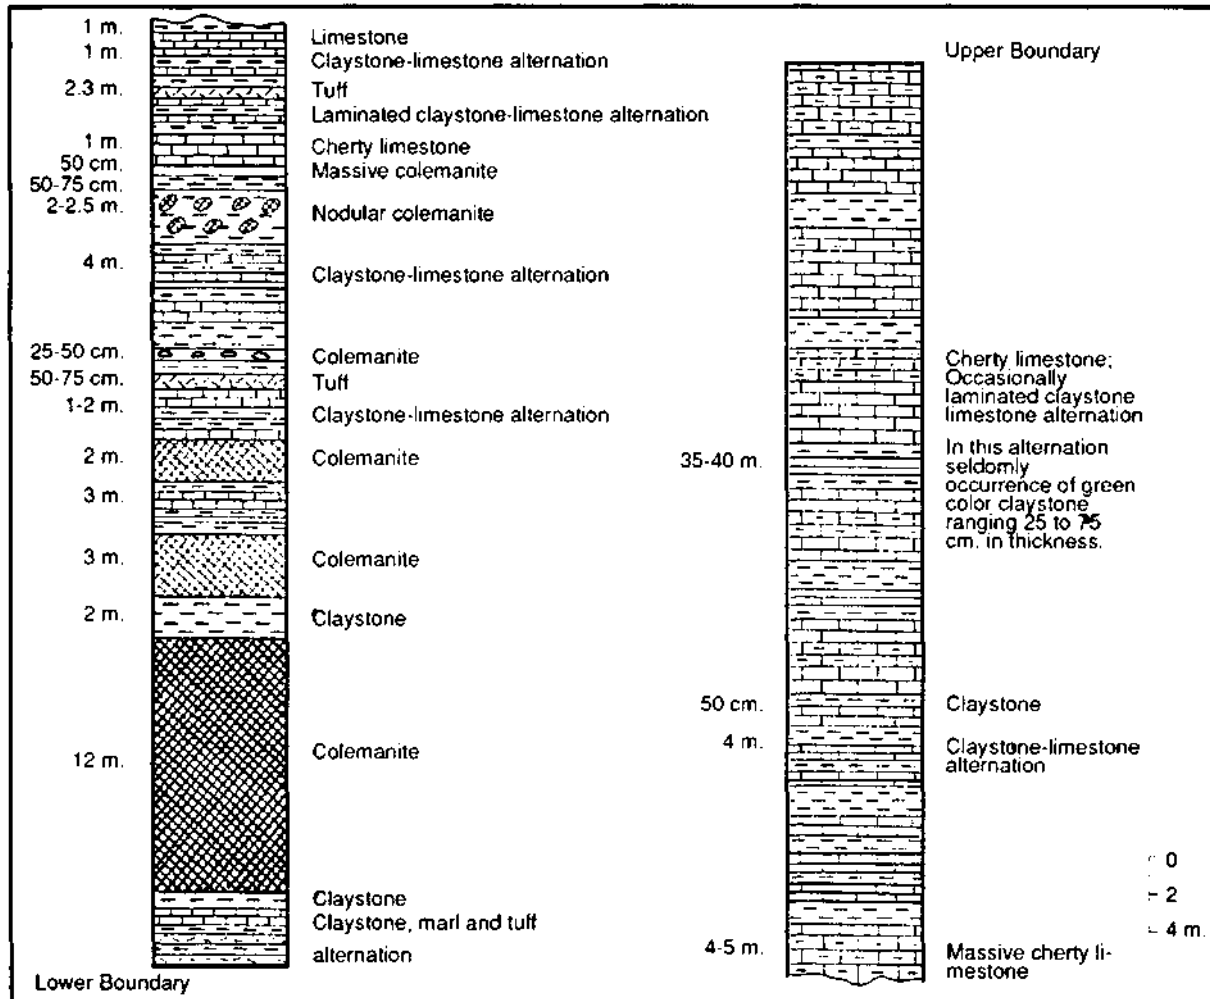 1 m.
Limestone
1 m.
Claystone-limestone alternation
2.3 m.
Tuff
Laminated claystone-limestone alternation
1 m.
Cherty limestone
50 cm.
Massive colemanite
50-75 cm.
2-2.5 m.
Nodular colemanite
4 m.
Claystone-limestone alternation
25-50 cm.
Colemanite
50-75 cm.
Tuff
1-2 m.
Claystone-limestone alternation
2 m.
Colemanite
3 m.
3 m.
Colemanite
2 m.
Claystone
12 m.
Colemanite
Claystone
Claystone, marl and tuff
alternation
Lower Boundary
Upper Boundary
Cherty limestone;
Occasionally
laminated claystone
limestone alternation
35-40 m.
In this alternation
seldomly
occurrence of green
color claystone
ranging 25 to 75
cm. in thickness.
50 cm.
Claystone
4 m.
Claystone-limestone
alternation
0
2
4 m.
4-5 m.
Massive cherty li-
mestone